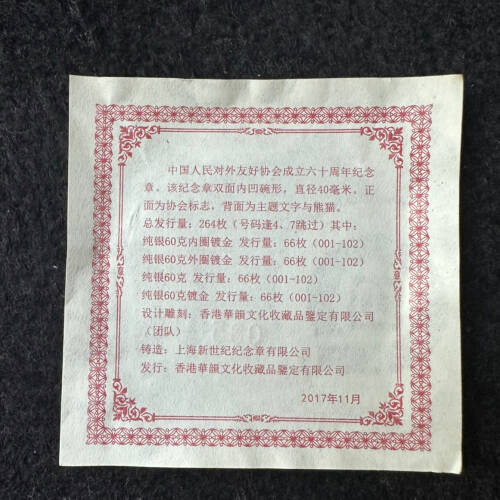 中国人民对外友好协会成立六十周年纪念
章。该纪念章双面内凹碗形，直径40毫米，正
面为协会标志，背面为主题文字与熊猫。
总发行量：264枚（号码逢4、7跳过）其中：
纯银60克内圈镀金 发行量：66枚（001-102）
纯银60克外圈镀金 发行量：66枚（001-102）
纯银60克 发行量：66枚（001-102）
纯银60克镀金 发行量：66枚（001-102）
设计雕刻：香港華韻文化收藏品鑒定有限公司
（团队）
铸造：上海新世纪纪念章有限公司
发行：香港華韻文化收藏品鑒定有限公司
2017年11月